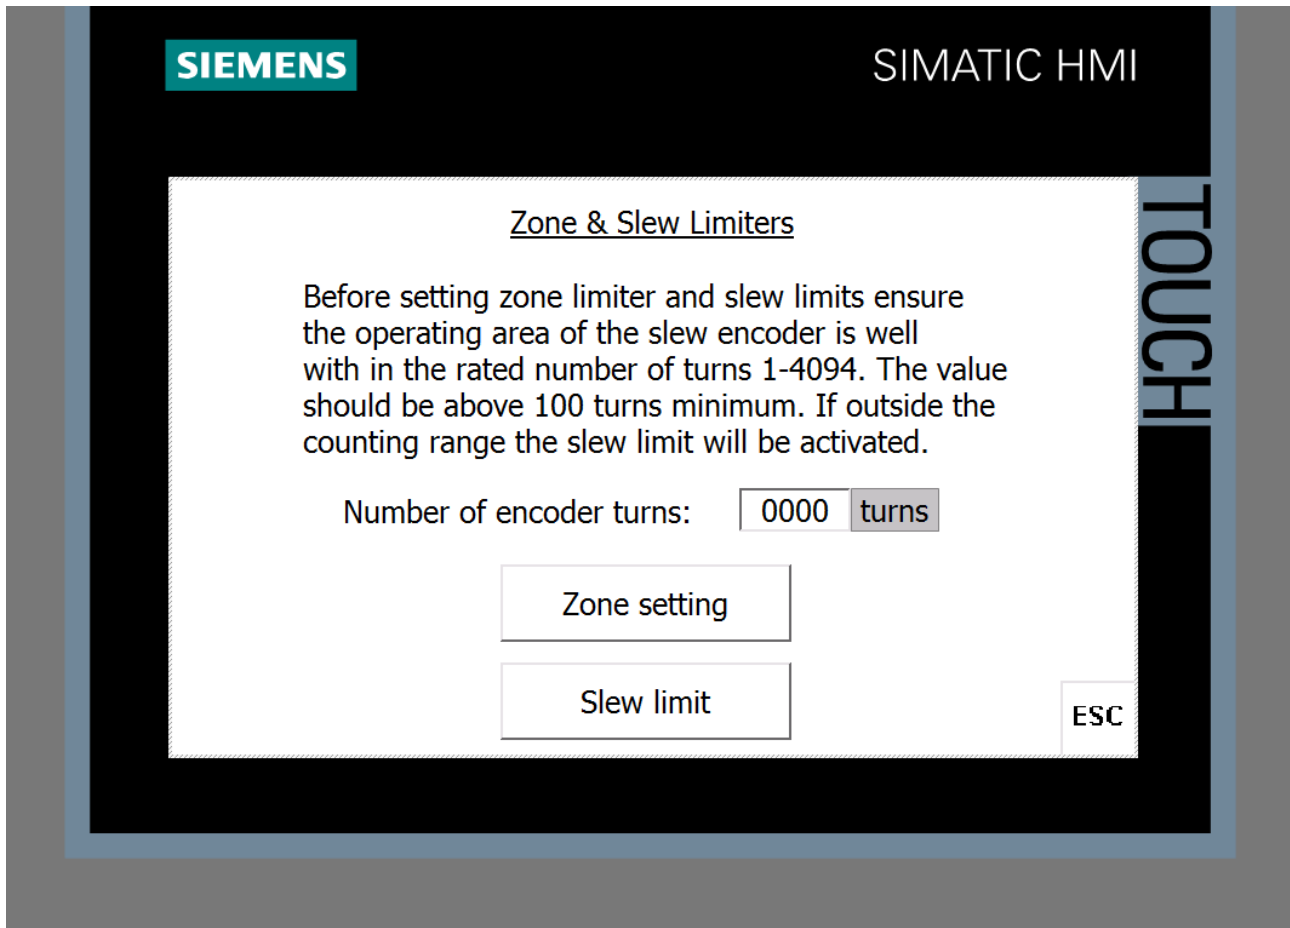 SIEMENS
SIMATIC HMI
TOUCH
Zone & Slew Limiters
Before setting zone limiter and slew limits ensure
the operating area of the slew encoder is well
with in the rated number of turns 1-4094. The value
should be above 100 turns minimum. If outside the
counting range the slew limit will be activated.
Number of encoder turns: 0000 turns
Zone setting
Slew limit
ESC